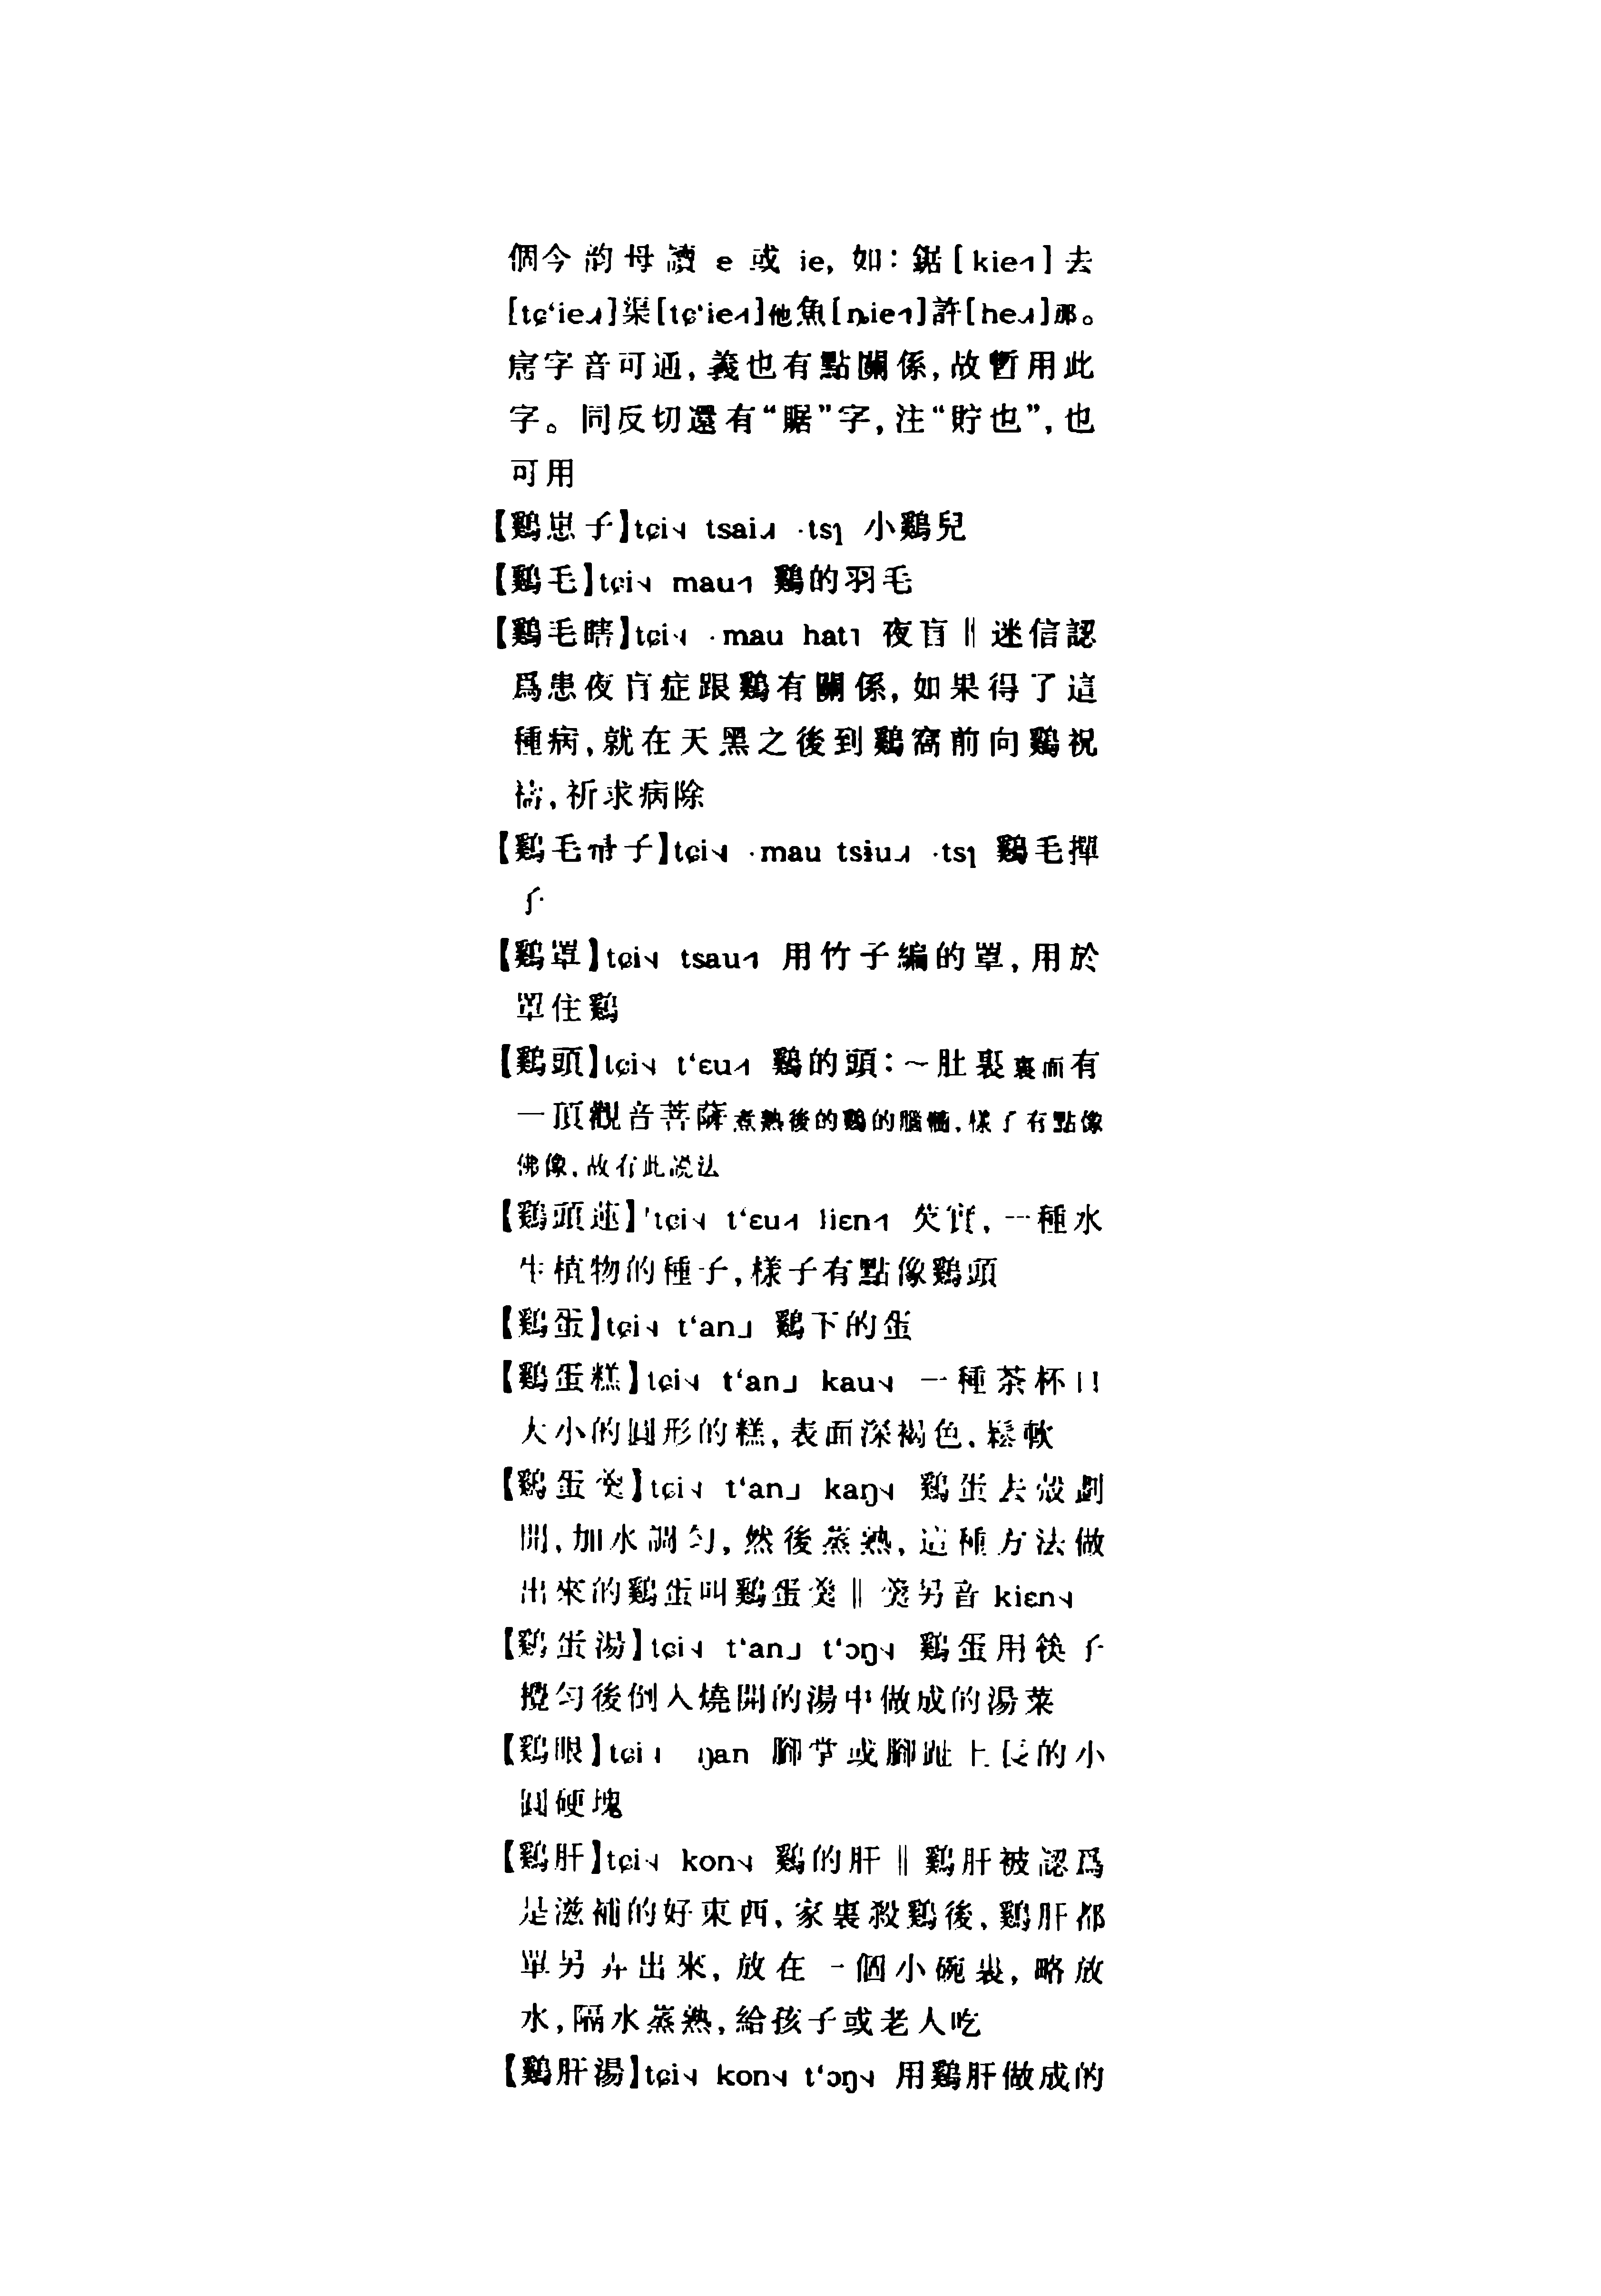 個今韵母讀 e 或 ie, 如：鋸[kie˧˥]去
[tɕ‘ie˨˩˧]渠[tɕ‘ie˧˥]他魚[ȵie˧˥]許[he˨˩˧]那。
字音可通,義也有點關係,故暫用此
字。同反切還有“䝻”字,注“貯也”,也
可用
【鷄崽子】tɕi tsai ·tsɿ 小鷄兒
【鷄毛】tɕi mau 鷄的羽毛
【鷄毛瞎】tɕi ·mau hat 夜盲‖迷信認
爲患夜盲症跟鷄有關係,如果得了這
種病,就在天黑之後到鷄窩前向鷄祝
禱,祈求病除
【鷄毛帚子】tɕi ·mau tsiu ·tsɿ 鷄毛撣
子
【鷄罩】tɕi tsau 用竹子編的罩,用於
罩住鷄
【鷄頭】tɕi t‘ɛu 鷄的頭：～肚裏裏面有
一頂觀音菩薩煮熟後的鷄的腦髓,樣子有點像
佛像,故有此説法
【鷄頭蓮】tɕi t‘ɛu liɛn 芡實,一種水
生植物的種子,樣子有點像鷄頭
【鷄蛋】tɕi t‘an 鷄下的蛋
【鷄蛋糕】tɕi t‘an kau 一種茶杯口
大小的圓形的糕,表面深褐色,鬆軟
【鷄蛋羹】tɕi t‘an kaŋ 鷄蛋去殻劃
開,加水調匀,然後蒸熟,這種方法做
出來的鷄蛋叫鷄蛋羹‖羹另音 kiɛn
【鷄蛋湯】tɕi t‘an t‘ɔŋ 鷄蛋用筷子
攪匀後倒入燒開的湯中做成的湯菜
【鷄眼】tɕi ŋan 腳掌或腳趾上長的小
圓硬塊
【鷄肝】tɕi kon 鷄的肝‖鷄肝被認爲
是滋補的好東西,家裏殺鷄後,鷄肝都
單另弄出來,放在一個小碗裏,略放
水,隔水蒸熟,給孩子或老人吃
【鷄肝湯】tɕi kon t‘ɔŋ 用鷄肝做成的